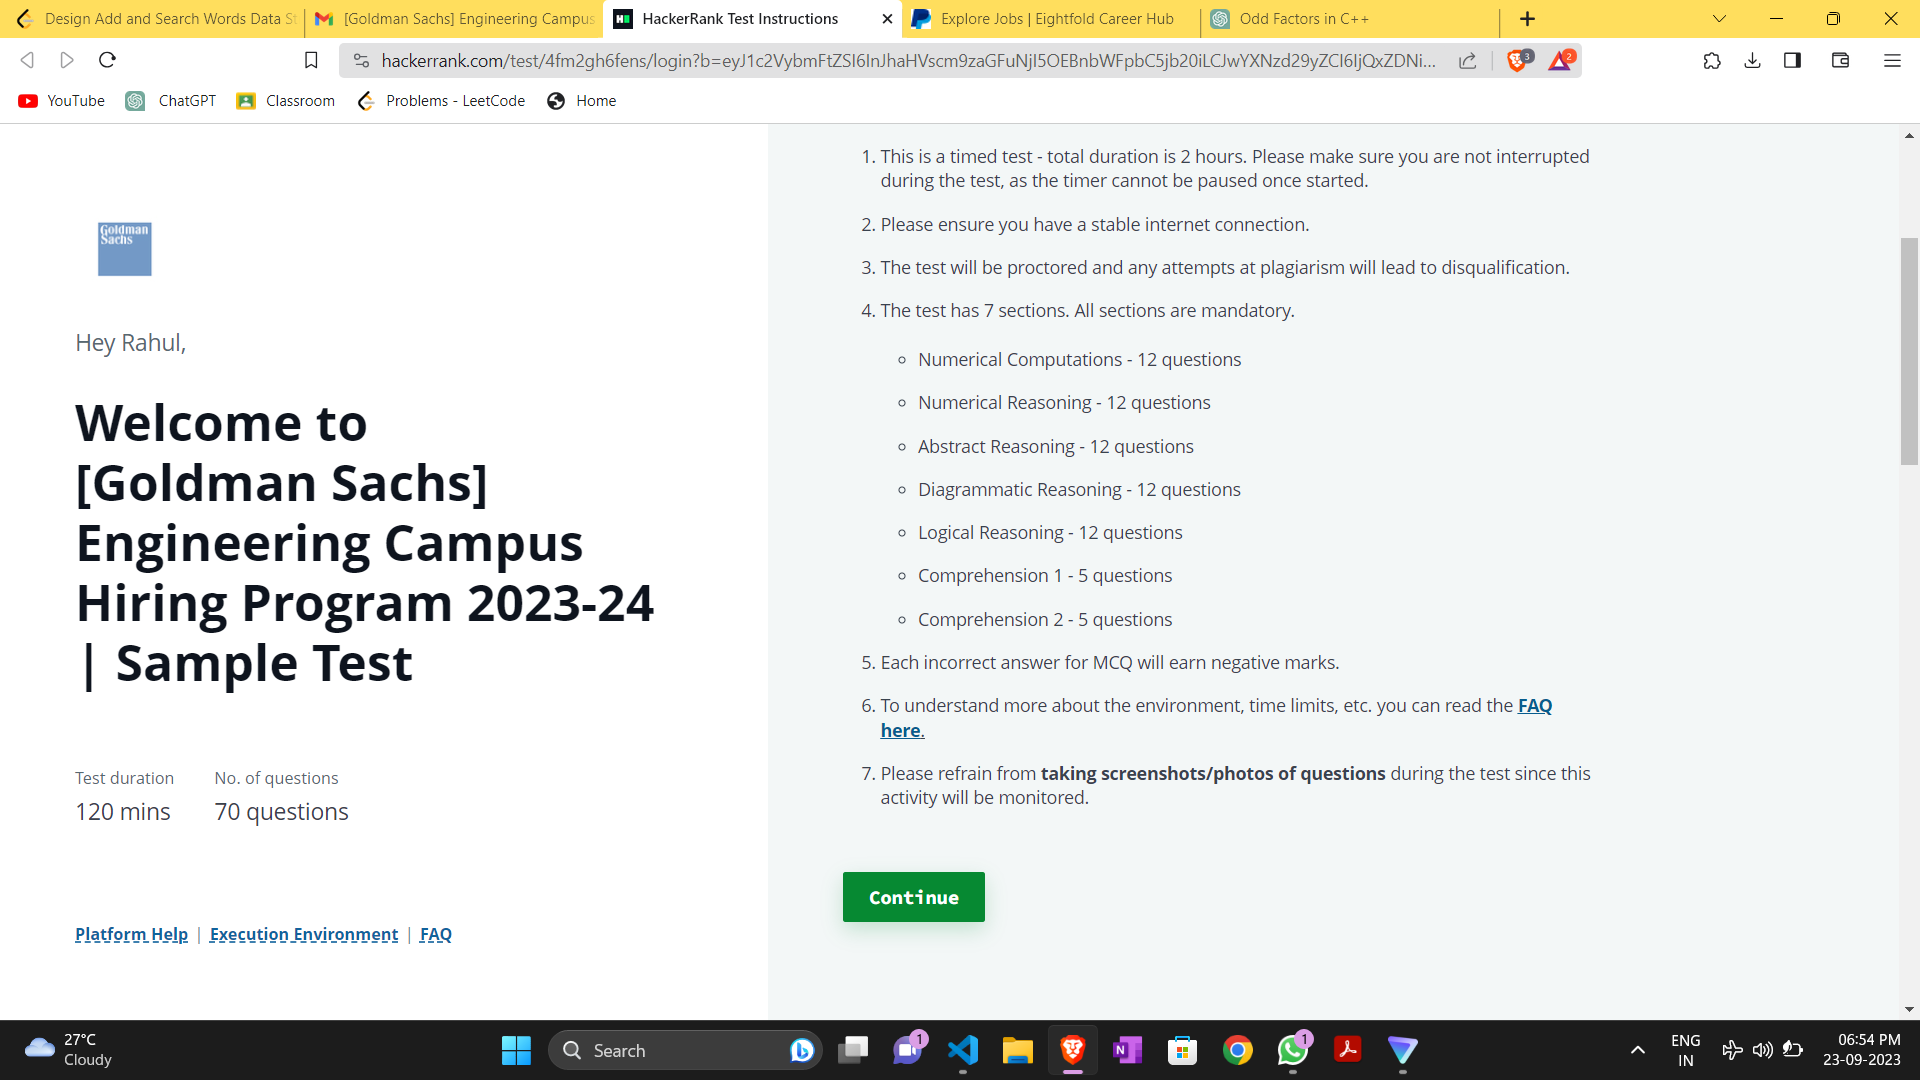 Design Add and Search Words Data St
[Goldman Sachs] Engineering Campus
HackerRank Test Instructions
Explore Jobs | Eightfold Career Hub
Odd Factors in C++
hackerrank.com/test/4fm2gh6fens/login?b=eyJ1c2VybmFtZSI6InJhaHVscm9zaGFuNjI5OEBnbWFpbC5jb20iLCJwYXNzd29yZCI6IjQxZDNi...
3
2
YouTube
ChatGPT
Classroom
Problems - LeetCode
Home
Goldman
Sachs
Hey Rahul,
Welcome to
[Goldman Sachs]
Engineering Campus
Hiring Program 2023-24
| Sample Test
Test duration
120 mins
No. of questions
70 questions
Platform Help | Execution Environment | FAQ
1. This is a timed test - total duration is 2 hours. Please make sure you are not interrupted
during the test, as the timer cannot be paused once started.
2. Please ensure you have a stable internet connection.
3. The test will be proctored and any attempts at plagiarism will lead to disqualification.
4. The test has 7 sections. All sections are mandatory.
Numerical Computations - 12 questions
Numerical Reasoning - 12 questions
Abstract Reasoning - 12 questions
Diagrammatic Reasoning - 12 questions
Logical Reasoning - 12 questions
Comprehension 1 - 5 questions
Comprehension 2 - 5 questions
5. Each incorrect answer for MCQ will earn negative marks.
6. To understand more about the environment, time limits, etc. you can read the FAQ
here.
7. Please refrain from taking screenshots/photos of questions during the test since this
activity will be monitored.
Continue
27°C
Cloudy
Search
1
1
ENG
IN
06:54 PM
23-09-2023